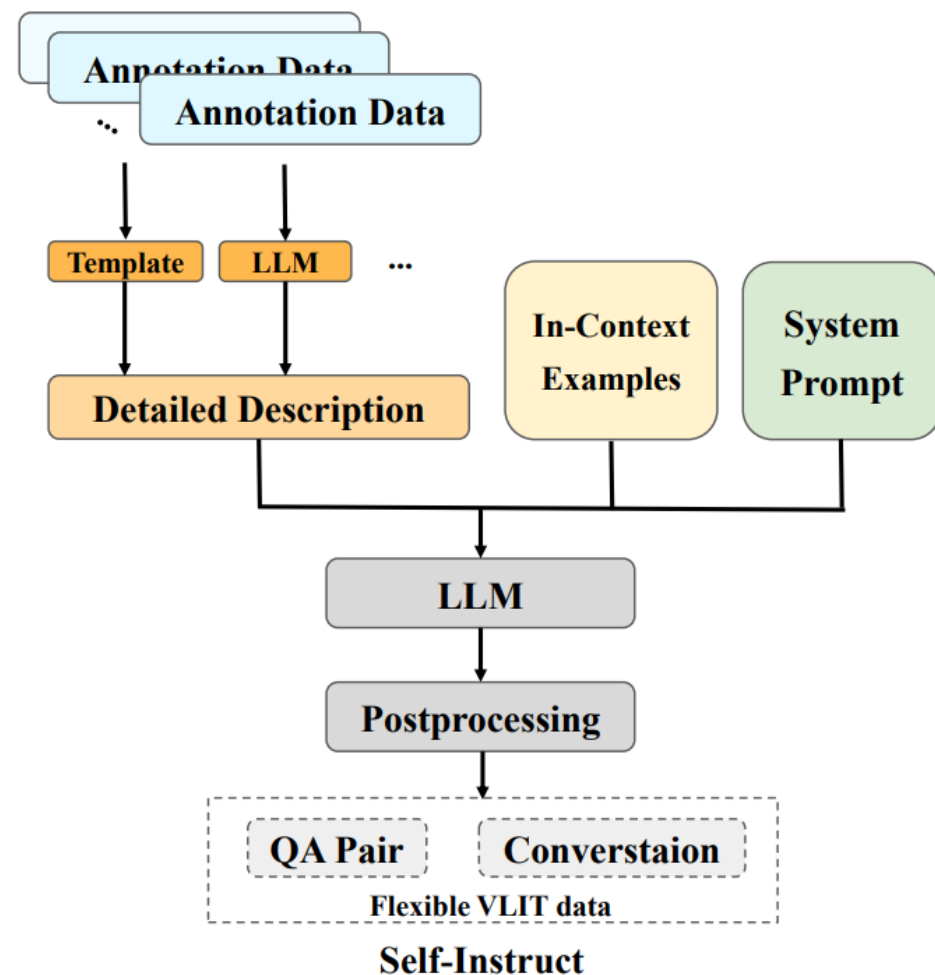 Annotation Data
Annotation Data
...
Template
LLM
...
In-Context
Examples
System
Prompt
Detailed Description
LLM
Postprocessing
QA Pair
Converstaion
Flexible VLIT data
Self-Instruct